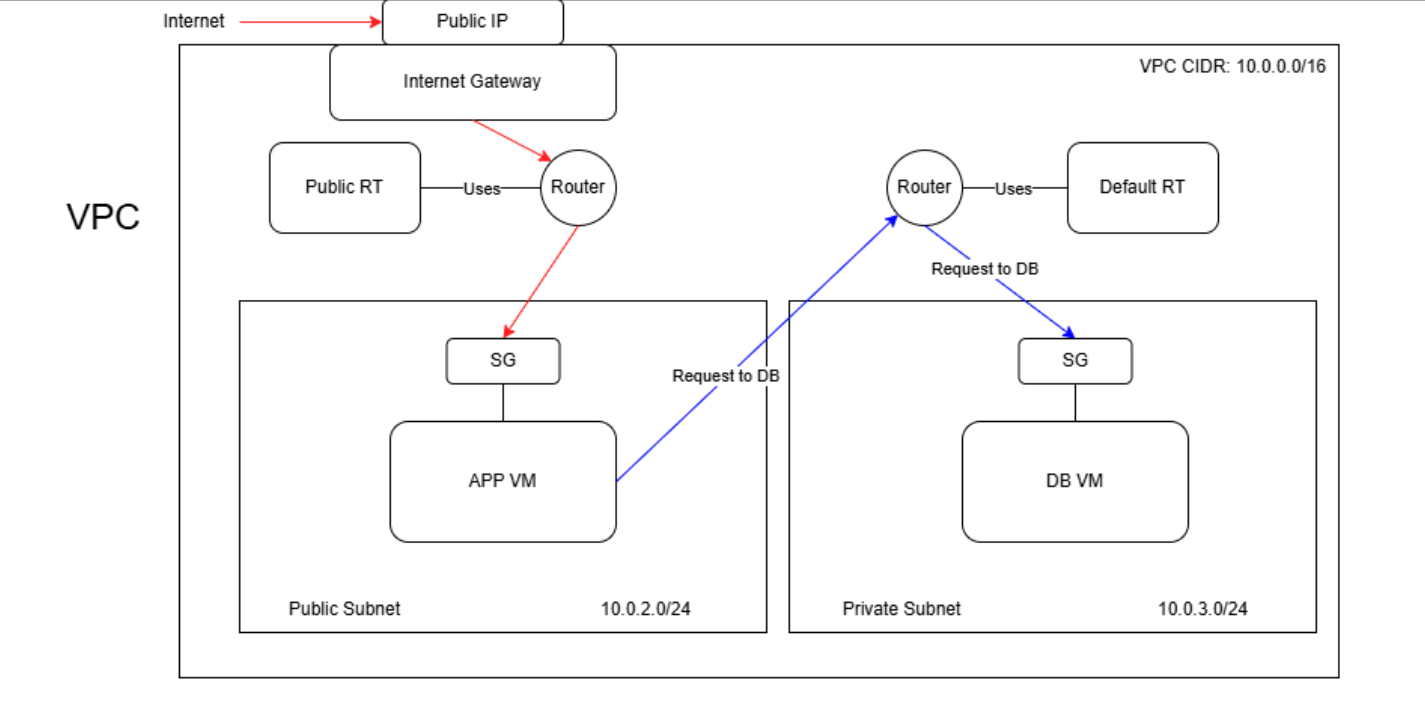 Internet
Public IP
Internet Gateway
VPC CIDR: 10.0.0.0/16
Public RT
Uses
Router
Router
Uses
Default RT
VPC
Request to DB
SG
SG
Request to DB
APP VM
DB VM
Public Subnet
10.0.2.0/24
Private Subnet
10.0.3.0/24